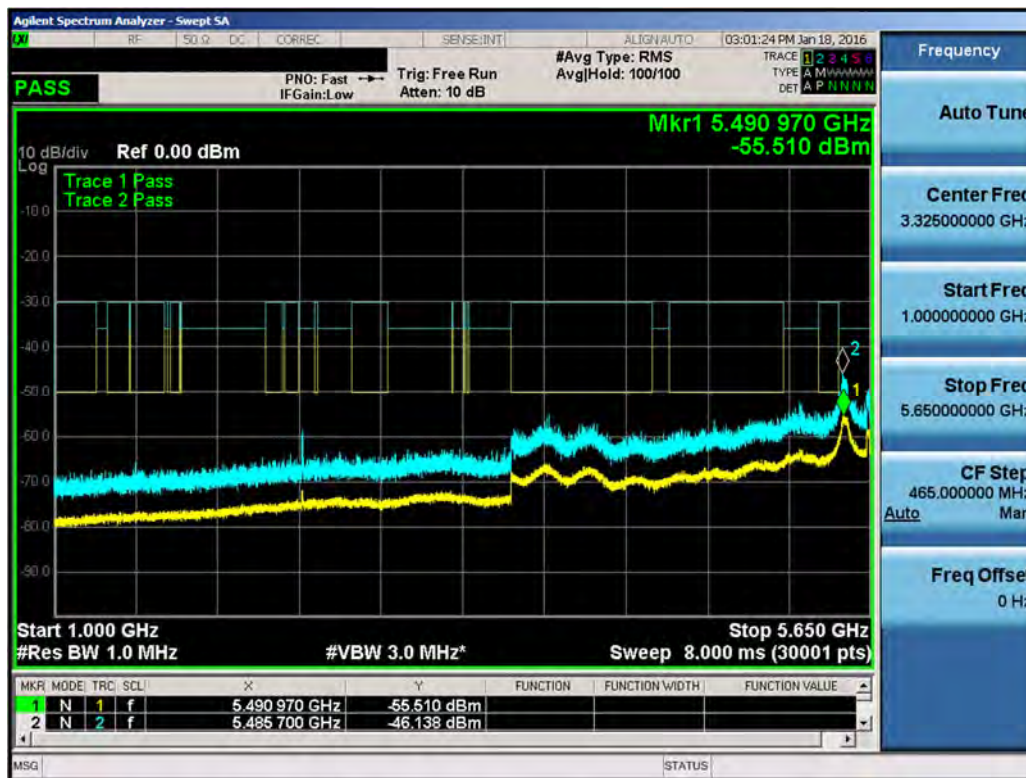 Agilent Spectrum Analyzer - Swept SA
RF 50 Ω DC CORREC SENSE:INT ALIGNAUTO 03:01:24 PM Jan 18, 2016
PASS
PNO: Fast
IFGain:Low
Trig: Free Run
Atten: 10 dB
#Avg Type: RMS
Avg|Hold: 100/100
TRACE 1 2 3 4 5 6
TYPE A M
DET A P N N N N
Mkr1 5.490 970 GHz
-55.510 dBm
10 dB/div Ref 0.00 dBm
Log
Trace 1 Pass
Trace 2 Pass
-10.0
-20.0
-30.0
-40.0
-50.0
-60.0
-70.0
-80.0
-90.0
2
1
Start 1.000 GHz Stop 5.650 GHz
#Res BW 1.0 MHz #VBW 3.0 MHz* Sweep 8.000 ms (30001 pts)
MKR MODE TRC SCL X Y FUNCTION FUNCTION WIDTH FUNCTION VALUE
1 N 1 f 5.490 970 GHz -55.510 dBm
2 N 2 f 5.485 700 GHz -46.138 dBm
MSG STATUS
Frequency
Auto Tune
Center Freq
3.325000000 GHz
Start Freq
1.000000000 GHz
Stop Freq
5.650000000 GHz
CF Step
465.000000 MHz
Auto Man
Freq Offset
0 Hz